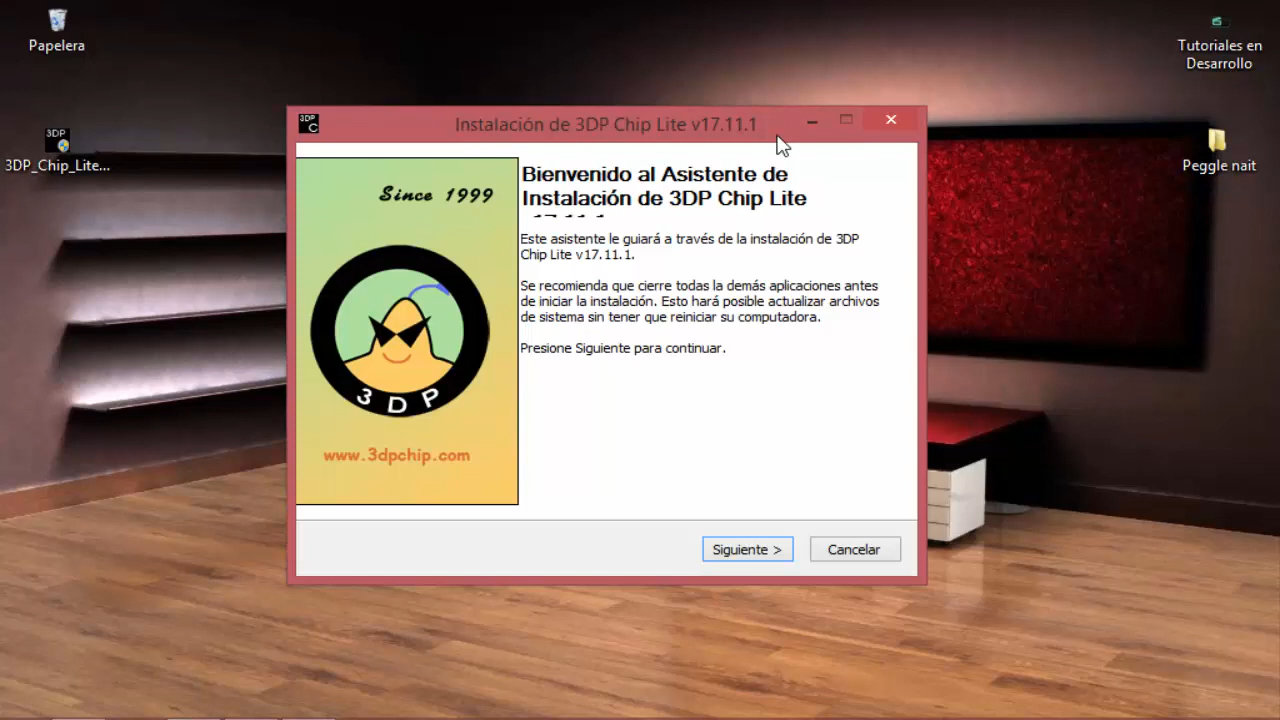 Papelera
Tutoriales en
Desarrollo
3DP
3DP_Chip_Lite...
Peggle nait
3DP
C
Instalación de 3DP Chip Lite v17.11.1
Since 1999
3DP
www.3dpchip.com
Bienvenido al Asistente de
Instalación de 3DP Chip Lite
Este asistente le guiará a través de la instalación de 3DP
Chip Lite v17.11.1.
Se recomienda que cierre todas la demás aplicaciones antes
de iniciar la instalación. Esto hará posible actualizar archivos
de sistema sin tener que reiniciar su computadora.
Presione Siguiente para continuar.
Siguiente >
Cancelar